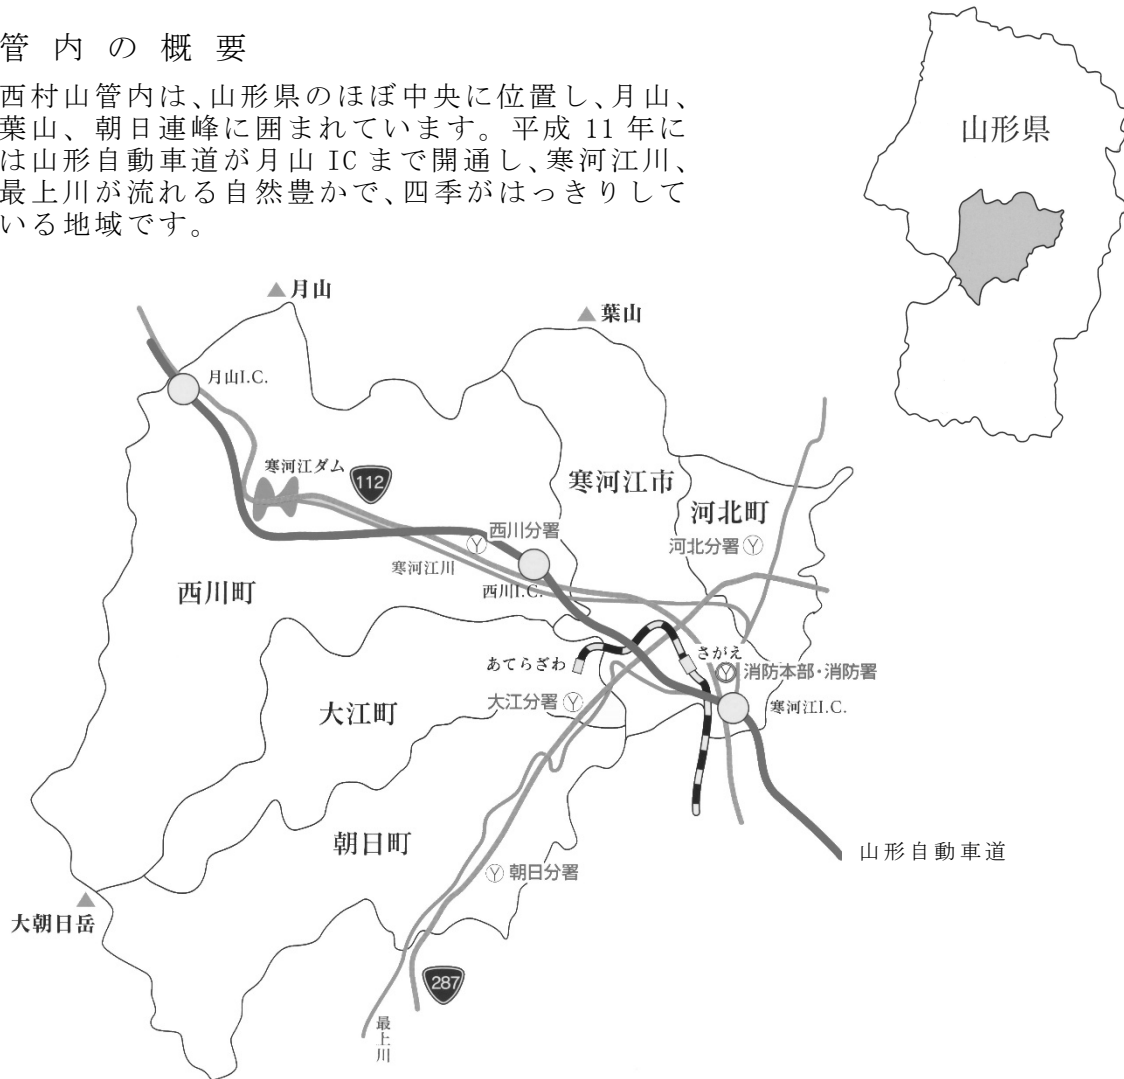 管内の概要
西村山管内は、山形県のほぼ中央に位置し、月山、
葉山、朝日連峰に囲まれています。平成 11 年に
は山形自動車道が月山 IC まで開通し、寒河江川、
最上川が流れる自然豊かで、四季がはっきりして
いる地域です。
山形県
月山
葉山
月山I.C.
寒河江ダム
112
寒河江市
河北町
西川分署
河北分署 Y
Y
寒河江川
西川町
西川I.C.
さがえ
あてらざわ
Y 消防本部・消防署
大江分署 Y
大江町
寒河江I.C.
朝日町
山形自動車道
Y 朝日分署
大朝日岳
287
最上川